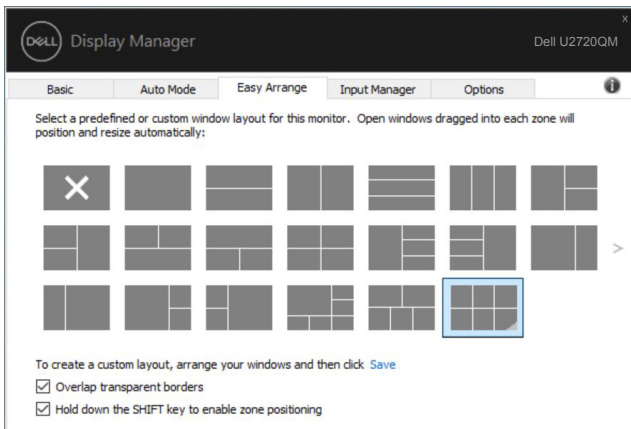 x
DELL Display Manager
Dell U2720QM
Basic Auto Mode Easy Arrange Input Manager Options
Select a predefined or custom window layout for this monitor. Open windows dragged into each zone will
position and resize automatically:
>
To create a custom layout, arrange your windows and then click Save
Overlap transparent borders
Hold down the SHIFT key to enable zone positioning